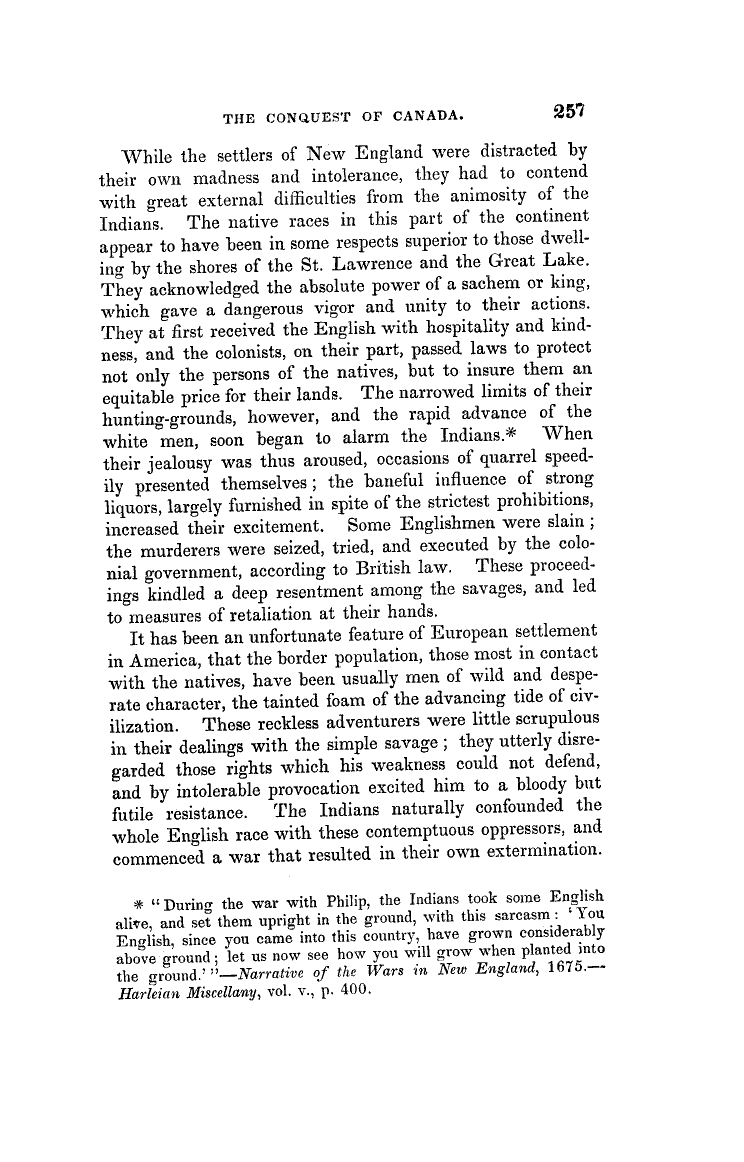 THE CONQUEST OF CANADA. 257
While the settlers of New England were distracted by
their own madness and intolerance, they had to contend
with great external difficulties from the animosity of the
Indians. The native races in this part of the continent
appear to have been in some respects superior to those dwell-
ing by the shores of the St. Lawrence and the Great Lake.
They acknowledged the absolute power of a sachem or king,
which gave a dangerous vigor and unity to their actions.
They at first received the English with hospitality and kind-
ness, and the colonists, on their part, passed laws to protect
not only the persons of the natives, but to insure them an
equitable price for their lands. The narrowed limits of their
hunting-grounds, however, and the rapid advance of the
white men, soon began to alarm the Indians.* When
their jealousy was thus aroused, occasions of quarrel speed-
ily presented themselves; the baneful influence of strong
liquors, largely furnished in spite of the strictest prohibitions,
increased their excitement. Some Englishmen were slain;
the murderers were seized, tried, and executed by the colo-
nial government, according to British law. These proceed-
ings kindled a deep resentment among the savages, and led
to measures of retaliation at their hands.
It has been an unfortunate feature of European settlement
in America, that the border population, those most in contact
with the natives, have been usually men of wild and despe-
rate character, the tainted foam of the advancing tide of civ-
ilization. These reckless adventurers were little scrupulous
in their dealings with the simple savage; they utterly disre-
garded those rights which his weakness could not defend,
and by intolerable provocation excited him to a bloody but
futile resistance. The Indians naturally confounded the
whole English race with these contemptuous oppressors, and
commenced a war that resulted in their own extermination.
* "During the war with Philip, the Indians took some English
alive, and set them upright in the ground, with this sarcasm: 'You
English, since you came into this country, have grown considerably
above ground; let us now see how you will grow when planted into
the ground.'"—Narrative of the Wars in New England, 1675.—
Harleian Miscellany, vol. v., p. 400.